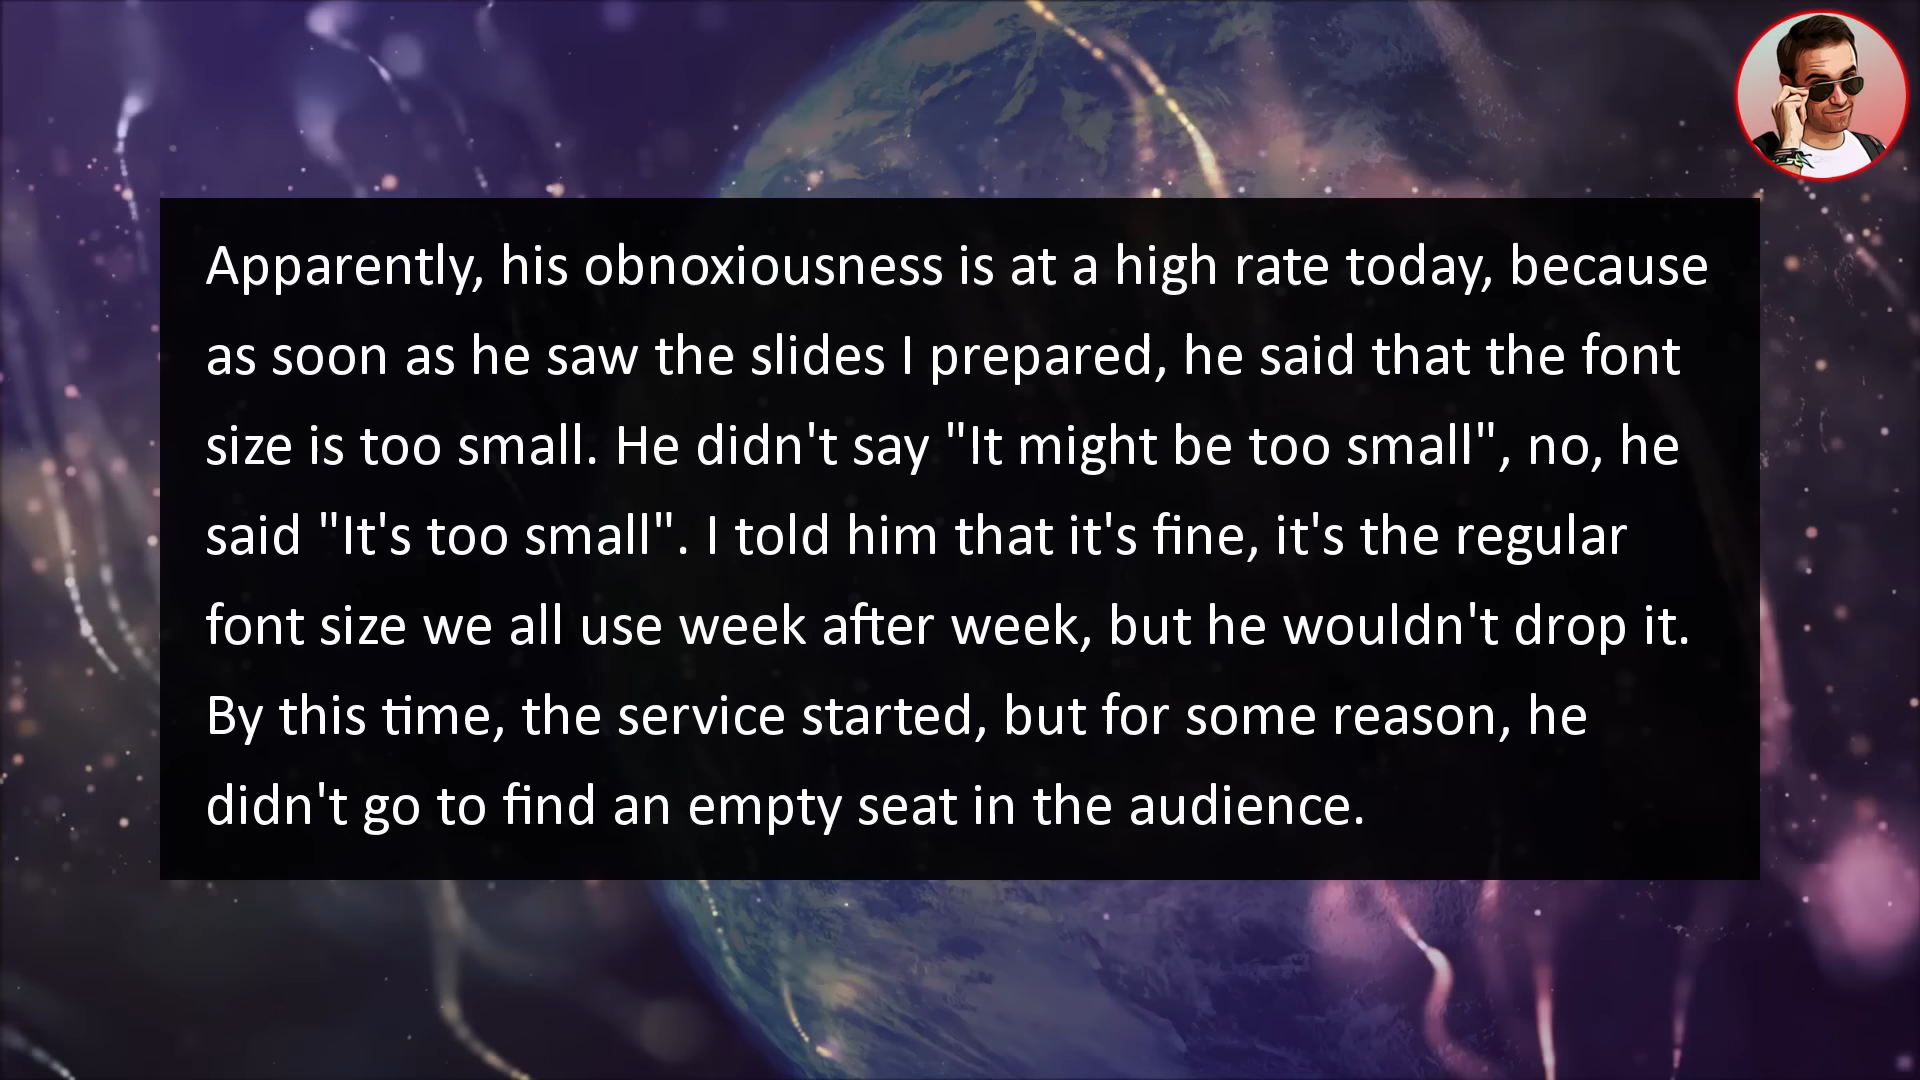 Apparently, his obnoxiousness is at a high rate today, because
as soon as he saw the slides I prepared, he said that the font
size is too small. He didn't say "It might be too small", no, he
said "It's too small". I told him that it's fine, it's the regular
font size we all use week after week, but he wouldn't drop it.
By this time, the service started, but for some reason, he
didn't go to find an empty seat in the audience.